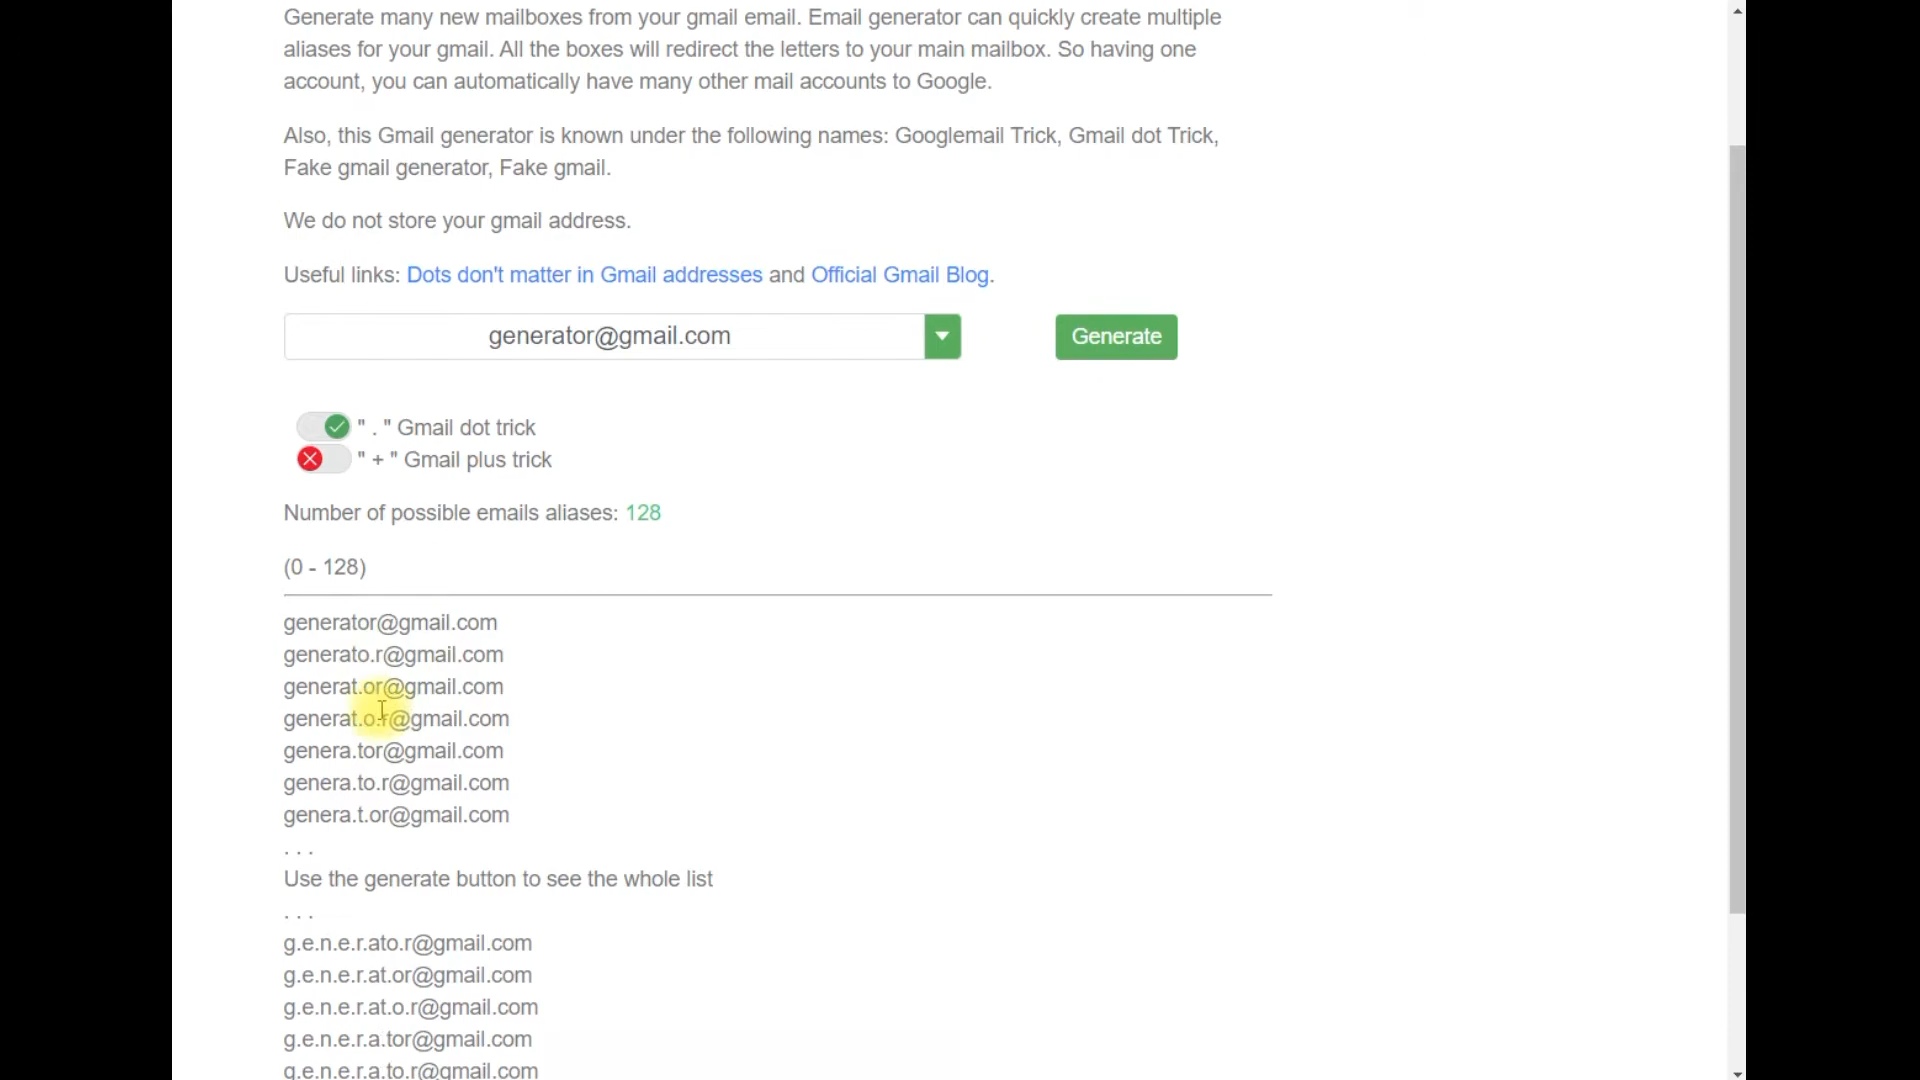 Generate many new mailboxes from your gmail email. Email generator can quickly create multiple
aliases for your gmail. All the boxes will redirect the letters to your main mailbox. So having one
account, you can automatically have many other mail accounts to Google.
Also, this Gmail generator is known under the following names: Googlemail Trick, Gmail dot Trick,
Fake gmail generator, Fake gmail.
We do not store your gmail address.
Useful links: Dots don't matter in Gmail addresses and Official Gmail Blog.
generator@gmail.com
Generate
" . " Gmail dot trick
" + " Gmail plus trick
Number of possible emails aliases: 128
(0 - 128)
generator@gmail.com
generato.r@gmail.com
generat.or@gmail.com
generat.o.r@gmail.com
genera.tor@gmail.com
genera.to.r@gmail.com
genera.t.or@gmail.com
. . .
Use the generate button to see the whole list
. . .
g.e.n.e.r.ato.r@gmail.com
g.e.n.e.r.at.or@gmail.com
g.e.n.e.r.at.o.r@gmail.com
g.e.n.e.r.a.tor@gmail.com
g.e.n.e.r.a.to.r@gmail.com